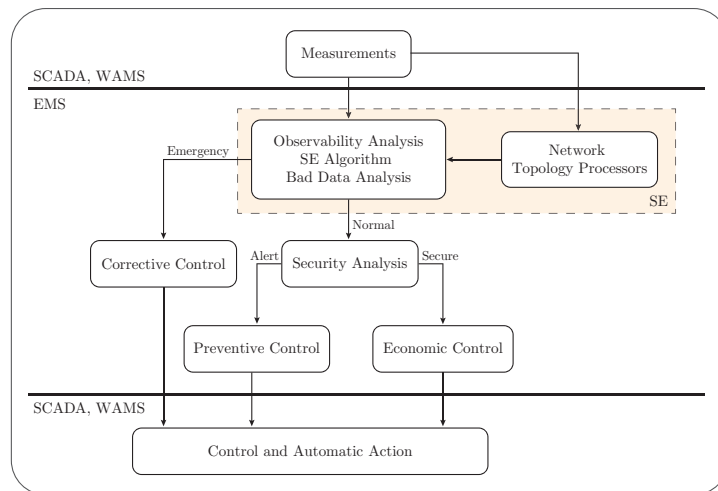 Measurements
SCADA, WAMS
EMS
Observability Analysis
SE Algorithm
Bad Data Analysis
Network
Topology Processors
Emergency
SE
Normal
Corrective Control
Alert
Security Analysis
Secure
Preventive Control
Economic Control
SCADA, WAMS
Control and Automatic Action